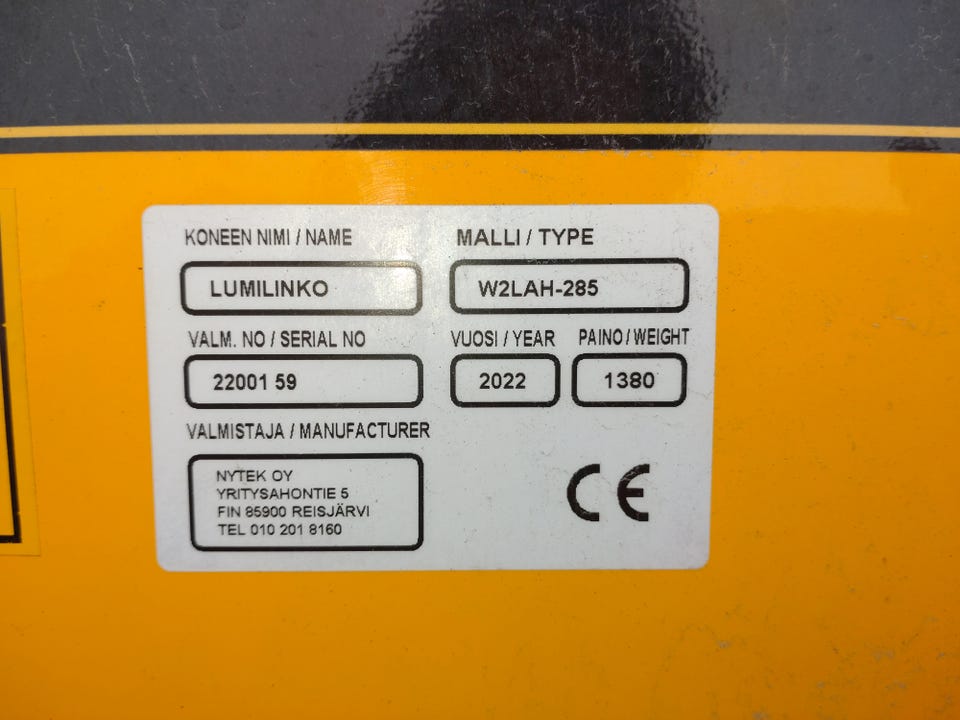 KONEEN NIMI / NAME
LUMILINKO
MALLI / TYPE
W2LAH-285
VALM. NO / SERIAL NO
22001 59
VUOSI / YEAR
2022
PAINO / WEIGHT
1380
VALMISTAJA / MANUFACTURER
NYTEK OY
YRITYSAHONTIE 5
FIN 85900 REISJÄRVI
TEL 010 201 8160
CE